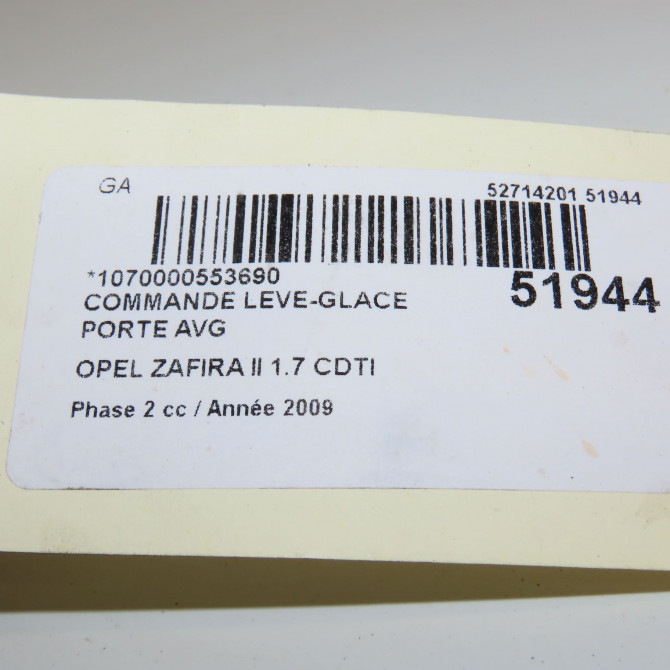 GA
52714201 51944
*1070000553690
51944
COMMANDE LEVE-GLACE
PORTE AVG
OPEL ZAFIRA II 1.7 CDTI
Phase 2 cc / Année 2009